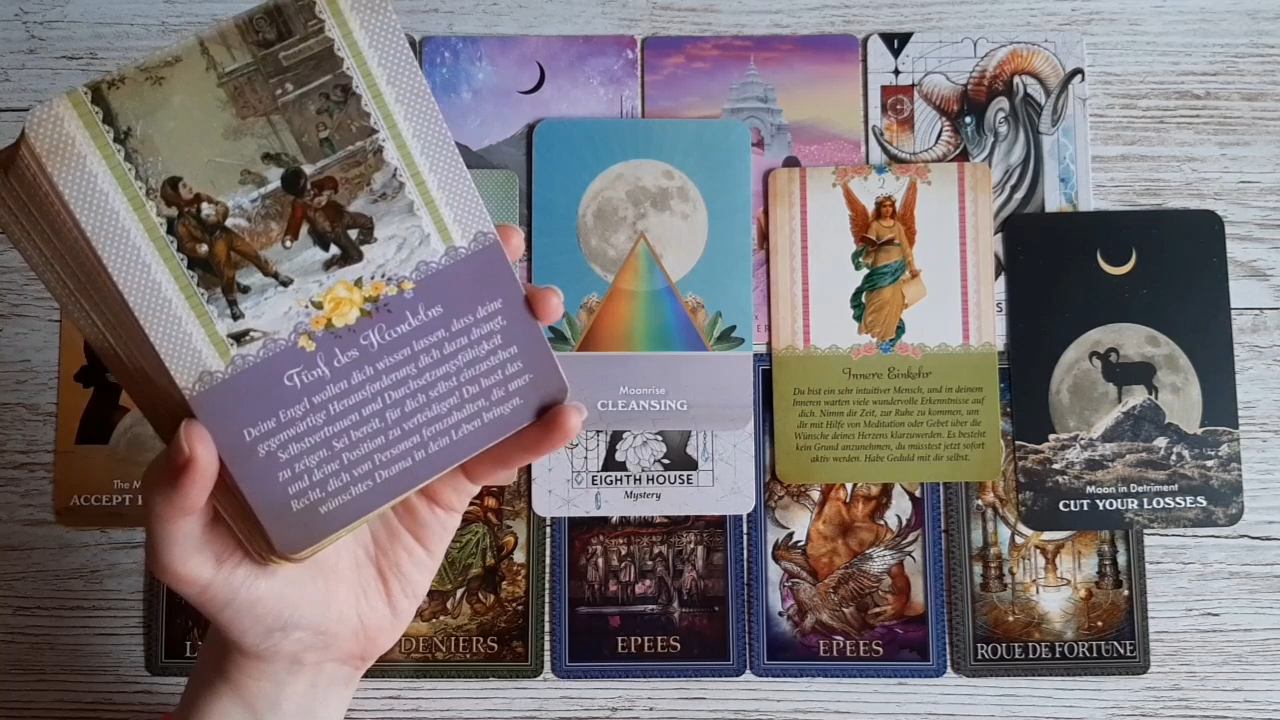 Fünf des Handelns
Deine Engel wollen dich wissen lassen, dass deine
gegenwärtige Herausforderung dich dazu drängt,
Selbstvertrauen und Durchsetzungsfähigkeit
zu zeigen. Sei bereit, für dich selbst einzustehen
und deine Position zu verteidigen! Du hast das
Recht, dich von Personen fernzuhalten, die uner-
wünschtes Drama in dein Leben bringen.
Moonrise
CLEANSING
EIGHTH HOUSE
Mystery
I
2
Innere Einkehr
Du bist ein sehr intuitiver Mensch, und in deinem
Inneren warten viele wundervolle Erkenntnisse auf
dich. Nimm dir Zeit, zur Ruhe zu kommen, um
dir mit Hilfe von Meditation oder Gebet über die
Wünsche deines Herzens klarzuwerden. Es besteht
kein Grund anzunehmen, du müsstest jetzt sofort
aktiv werden. Habe Geduld mit dir selbst.
Moon in Detriment
CUT YOUR LOSSES
The M
ACCEPT
DENIERS
EPEES
EPEES
ROUE DE FORTUNE